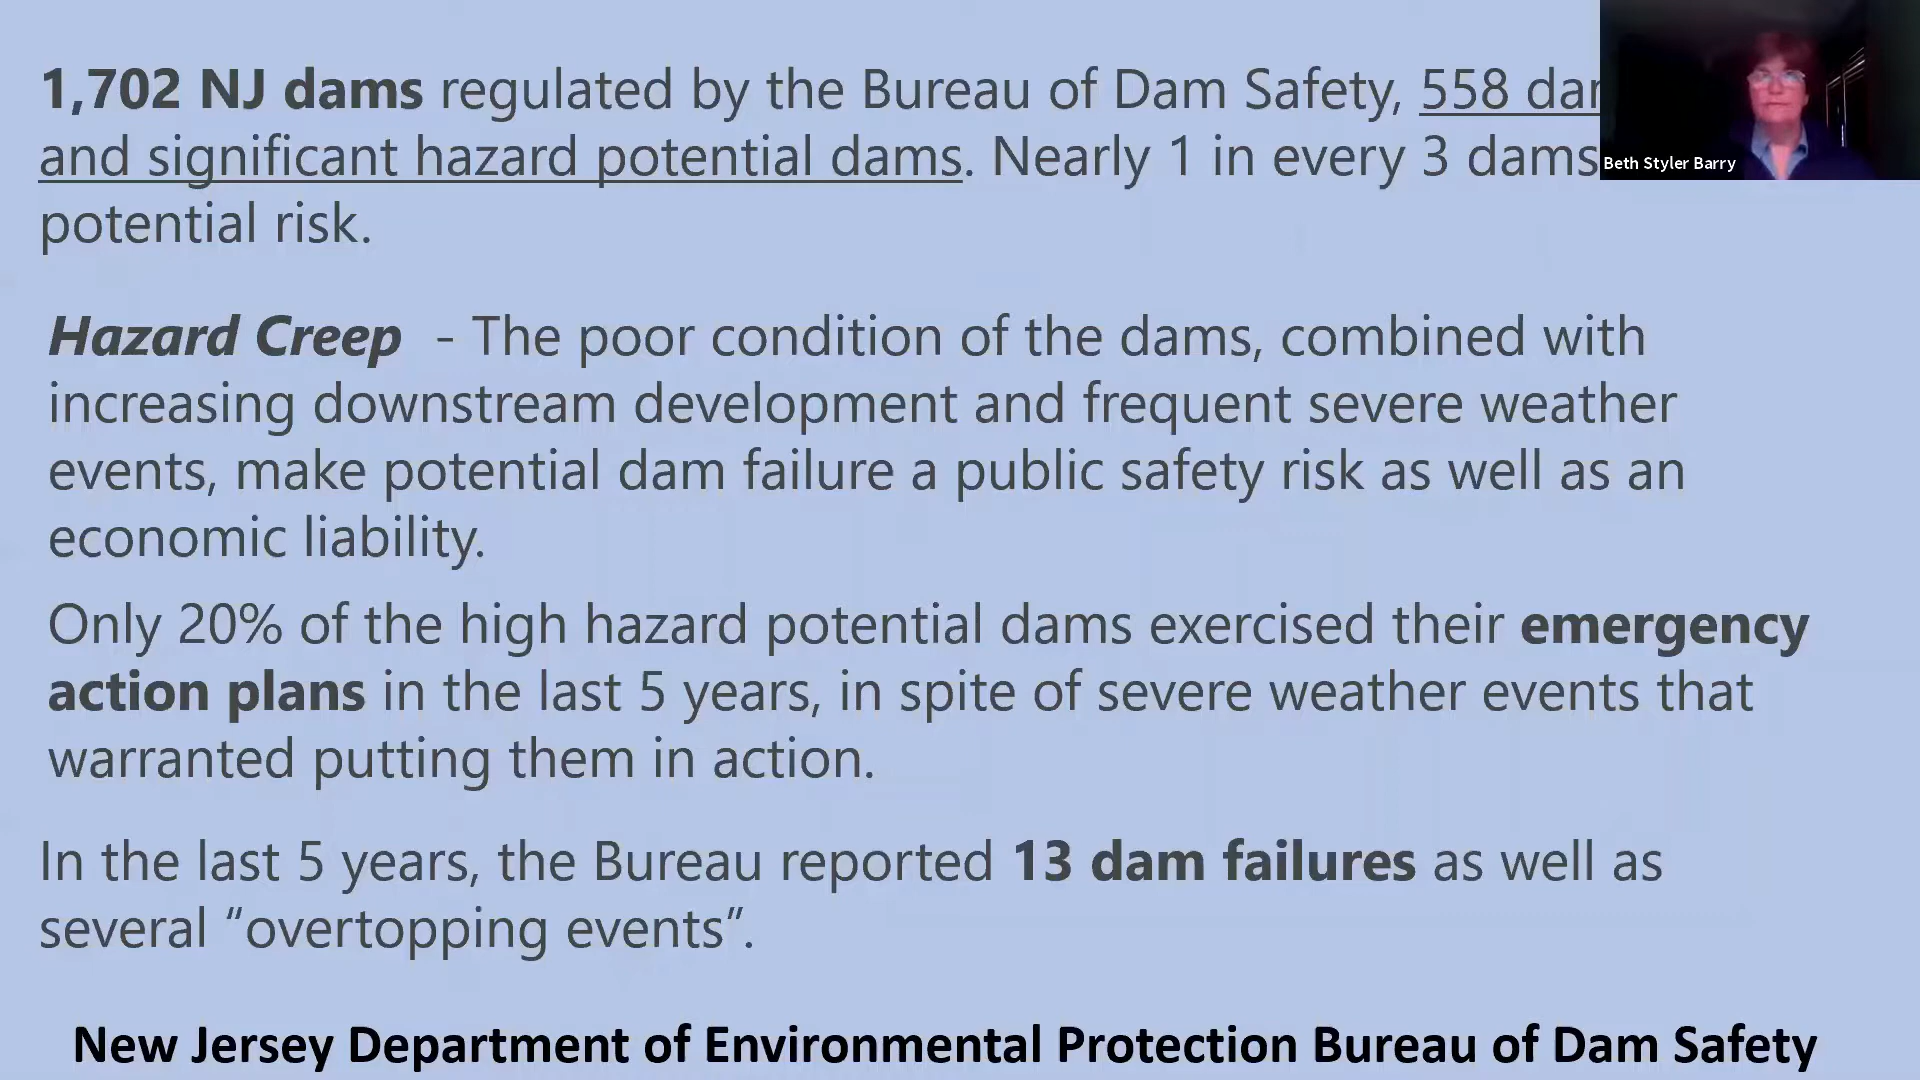 1,702 NJ dams regulated by the Bureau of Dam Safety, 558
and significant hazard potential dams. Nearly 1 in every 3 dams
potential risk.
Beth Styler Barry
Hazard Creep - The poor condition of the dams, combined with
increasing downstream development and frequent severe weather
events, make potential dam failure a public safety risk as well as an
economic liability.
Only 20% of the high hazard potential dams exercised their emergency
action plans in the last 5 years, in spite of severe weather events that
warranted putting them in action.
In the last 5 years, the Bureau reported 13 dam failures as well as
several “overtopping events”.
New Jersey Department of Environmental Protection Bureau of Dam Safety